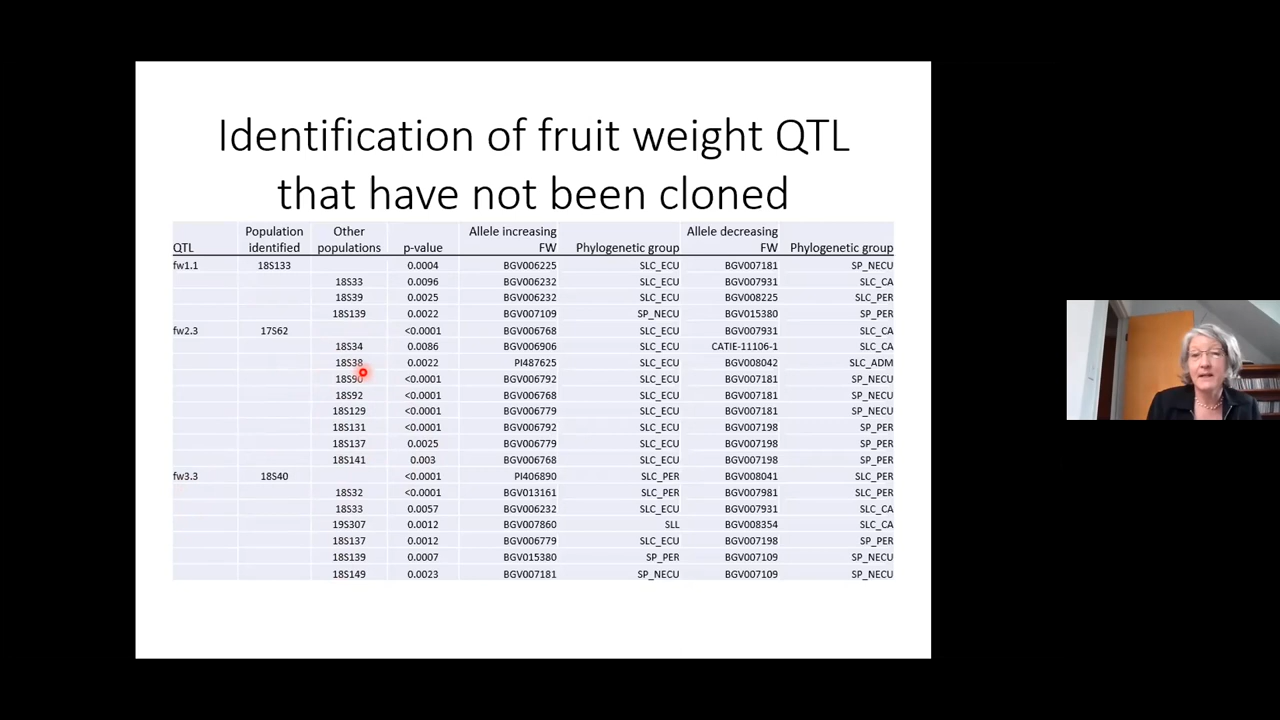 Identification of fruit weight QTL
that have not been cloned
QTL Population identified Other populations p-value Allele increasing FW Phylogenetic group Allele decreasing FW Phylogenetic group
fw1.1 18S133 0.0004 BGV006225 SLC_ECU BGV007181 SP_NECU
18S33 0.0096 BGV006232 SLC_ECU BGV007931 SLC_CA
18S39 0.0025 BGV006232 SLC_ECU BGV008225 SLC_PER
18S139 0.0022 BGV007109 SP_NECU BGV015380 SP_PER
fw2.3 17S62 <0.0001 BGV006768 SLC_ECU BGV007931 SLC_CA
18S34 0.0086 BGV006906 SLC_ECU CATIE-11106-1 SLC_CA
18S38 0.0022 PI487625 SLC_ECU BGV008042 SLC_ADM
18S90 <0.0001 BGV006792 SLC_ECU BGV007181 SP_NECU
18S92 <0.0001 BGV006768 SLC_ECU BGV007181 SP_NECU
18S129 <0.0001 BGV006779 SLC_ECU BGV007181 SP_NECU
18S131 <0.0001 BGV006792 SLC_ECU BGV007198 SP_PER
18S137 0.0025 BGV006779 SLC_ECU BGV007198 SP_PER
18S141 0.003 BGV006768 SLC_ECU BGV007198 SP_PER
fw3.3 18S40 <0.0001 PI406890 SLC_PER BGV008041 SLC_PER
18S32 <0.0001 BGV013161 SLC_PER BGV007981 SLC_PER
18S33 0.0057 BGV006232 SLC_ECU BGV007931 SLC_CA
19S307 0.0012 BGV007860 SLL BGV008354 SLC_CA
18S137 0.0012 BGV006779 SLC_ECU BGV007198 SP_PER
18S139 0.0007 BGV015380 SP_PER BGV007109 SP_NECU
18S149 0.0023 BGV007181 SP_NECU BGV007109 SP_NECU